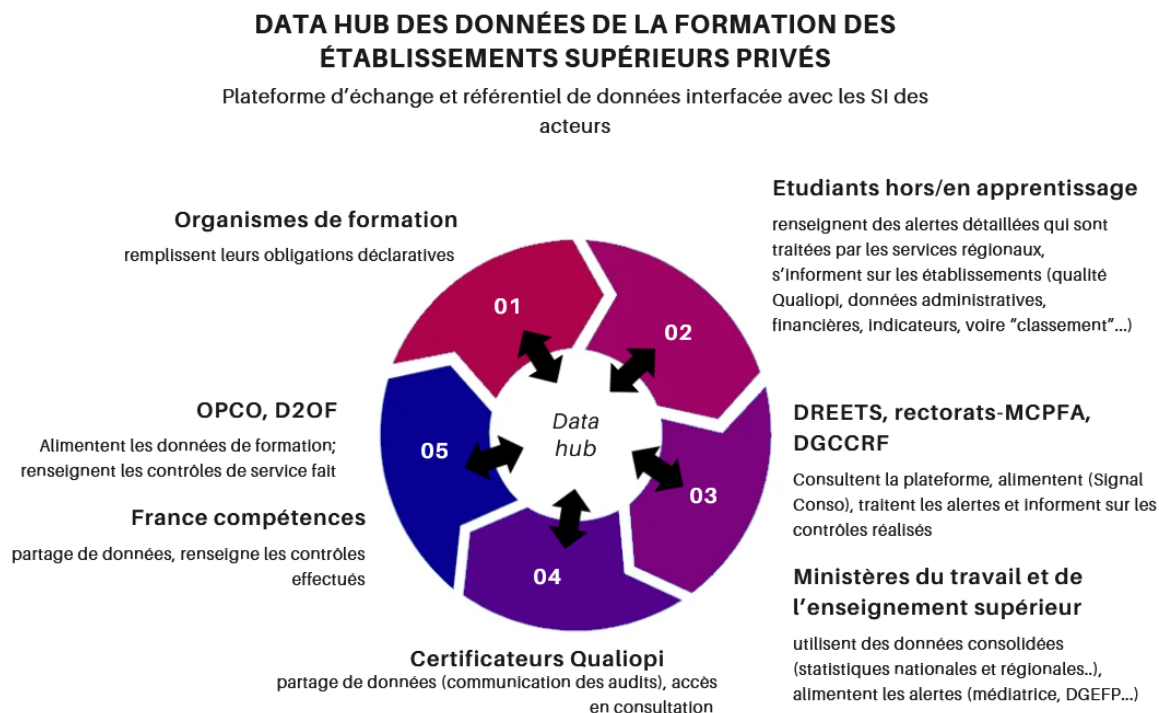 DATA HUB DES DONNÉES DE LA FORMATION DES
ÉTABLISSEMENTS SUPÉRIEURS PRIVÉS
Plateforme d'échange et référentiel de données interfacée avec les SI des
acteurs
Organismes de formation
remplissent leurs obligations déclaratives
01
Etudiants hors/en apprentissage
renseignent des alertes détaillées qui sont
traitées par les services régionaux,
s'informent sur les établissements (qualité
Qualiopi, données administratives,
financières, indicateurs, voire "classement"...)
02
DREETS, rectorats-MCPFA,
DGCCRF
Consultent la plateforme, alimentent (Signal
Conso), traitent les alertes et informent sur les
contrôles réalisés
03
Ministères du travail et de
l'enseignement supérieur
utilisent des données consolidées
(statistiques nationales et régionales..),
alimentent les alertes (médiatrice, DGEFP...)
04
Certificateurs Qualiopi
partage de données (communication des audits), accès
en consultation
05
OPCO, D2OF
Alimentent les données de formation;
renseignent les contrôles de service fait
France compétences
partage de données, renseigne les contrôles
effectués
Data
hub